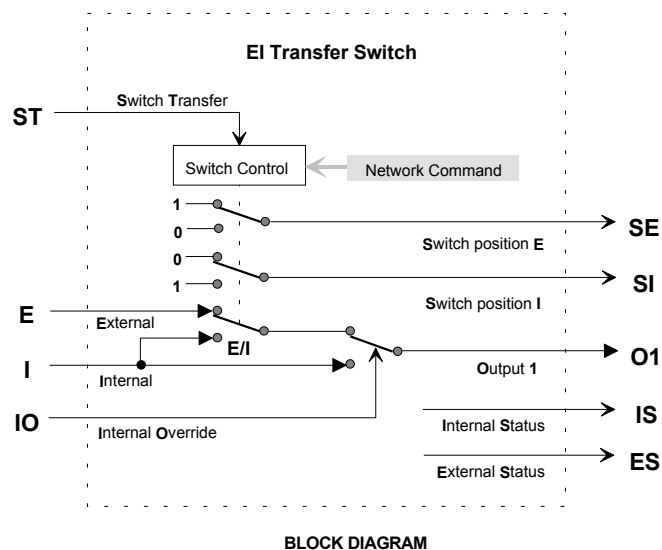 EI Transfer Switch
Switch Transfer
ST
Switch Control
Network Command
1
0
SE
Switch position E
0
1
SI
Switch position I
E
External
E/I
I
Internal
O1
Output 1
IO
Internal Override
IS
Internal Status
ES
External Status
BLOCK DIAGRAM